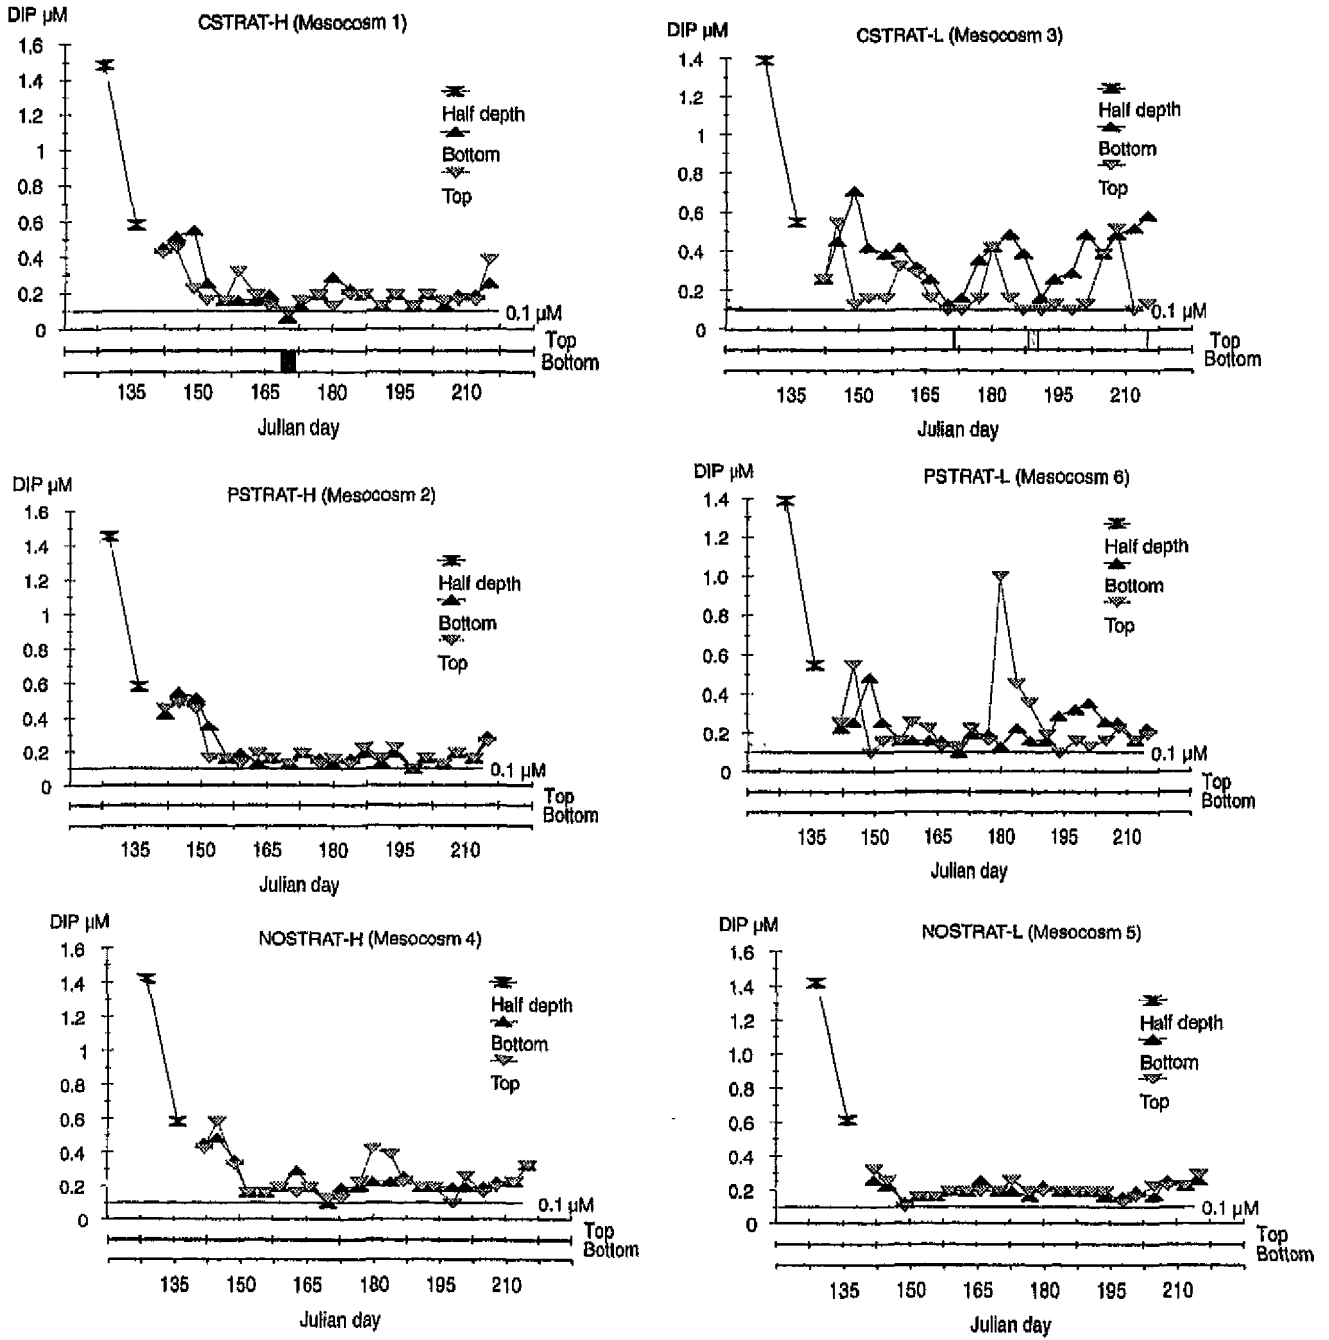 DIP µM
CSTRAT-H (Mesocosm 1)
1.6
1.4
1.2
1
0.8
0.6
0.4
0.2
0
Half depth
Bottom
Top
0.1 µM
Top
Bottom
135 150 165 180 195 210
Julian day
DIP µM
CSTRAT-L (Mesocosm 3)
1.4
1.2
1
0.8
0.6
0.4
0.2
0
Half depth
Bottom
Top
0.1 µM
Top
Bottom
135 150 165 180 195 210
Julian day
DIP µM
PSTRAT-H (Mesocosm 2)
1.6
1.4
1.2
1
0.8
0.6
0.4
0.2
0
Half depth
Bottom
Top
0.1 µM
Top
Bottom
135 150 165 180 195 210
Julian day
DIP µM
PSTRAT-L (Mesocosm 6)
1.4
1.2
1.0
0.8
0.6
0.4
0.2
0
Half depth
Bottom
Top
0.1 µM
Top
Bottom
135 150 165 180 195 210
Julian day
DIP µM
NOSTRAT-H (Mesocosm 4)
1.6
1.4
1.2
1
0.8
0.6
0.4
0.2
0
Half depth
Bottom
Top
0.1 µM
Top
Bottom
135 150 165 180 195 210
Julian day
DIP µM
NOSTRAT-L (Mesocosm 5)
1.6
1.4
1.2
1.0
0.8
0.6
0.4
0.2
0
Half depth
Bottom
Top
0.1 µM
Top
Bottom
135 150 165 180 195 210
Julian day